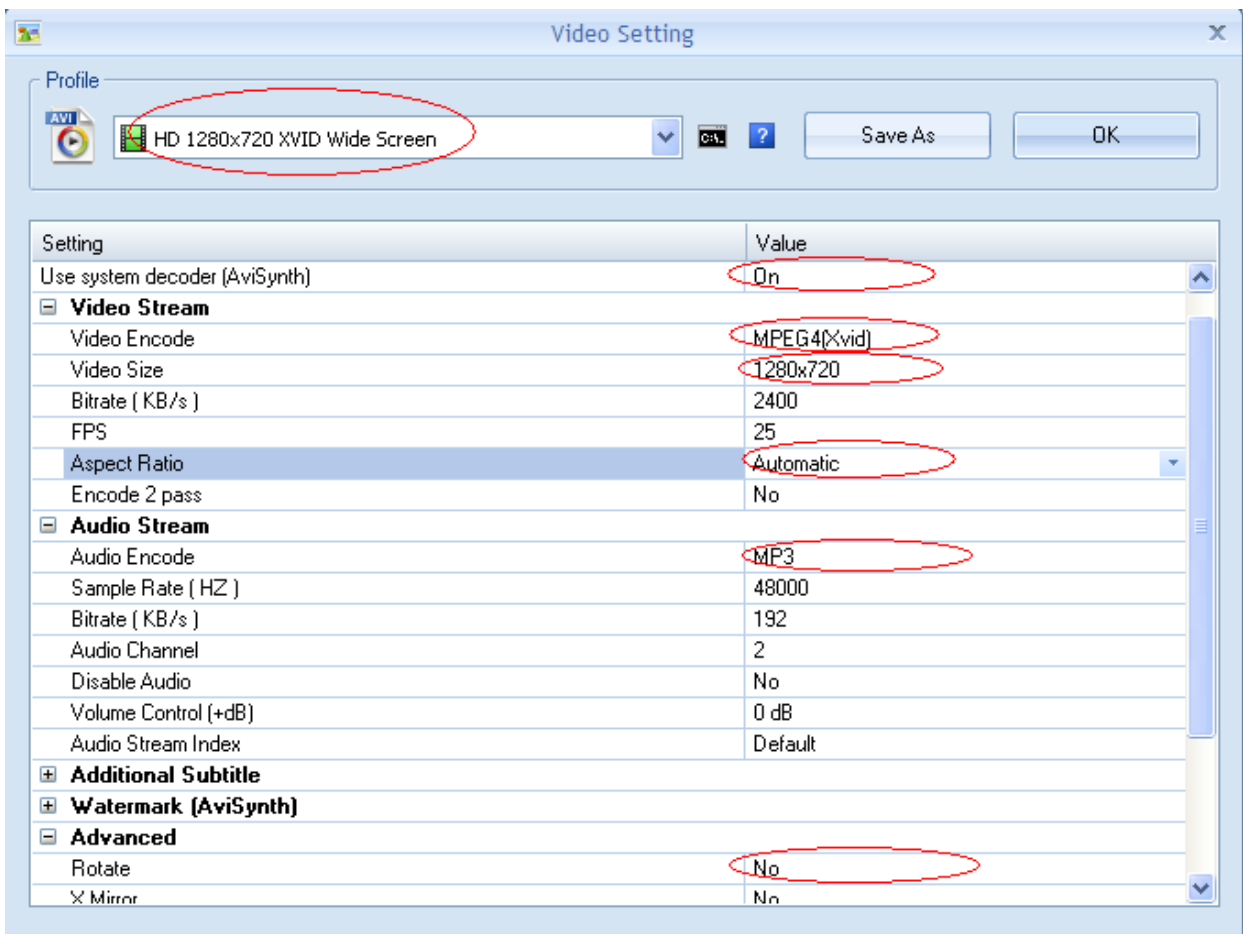 Video Setting
Profile
AVI
HD 1280x720 XVID Wide Screen
C:\.
?
Save As
OK
Setting Value
Use system decoder (AviSynth) On
Video Stream
Video Encode MPEG4(Xvid)
Video Size 1280x720
Bitrate ( KB/s ) 2400
FPS 25
Aspect Ratio Automatic
Encode 2 pass No
Audio Stream
Audio Encode MP3
Sample Rate ( HZ ) 48000
Bitrate ( KB/s ) 192
Audio Channel 2
Disable Audio No
Volume Control (+dB) 0 dB
Audio Stream Index Default
Additional Subtitle
Watermark (AviSynth)
Advanced
Rotate No
X Mirror No